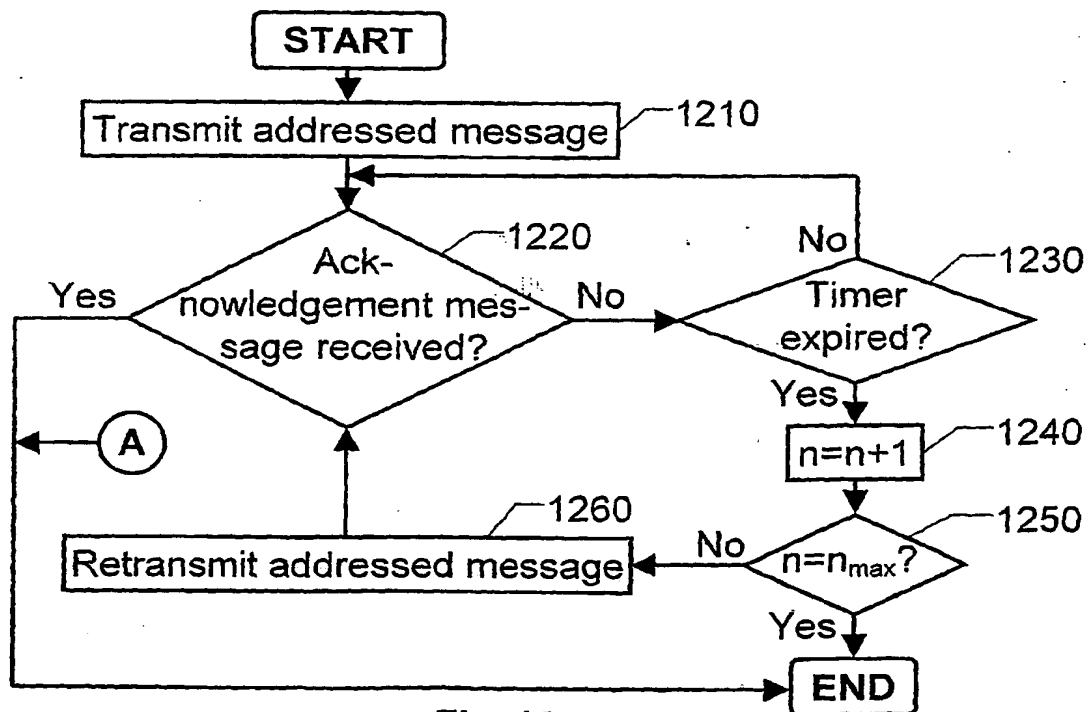 START
Transmit addressed message
1210
Ack-
nowledgement mes-
sage received?
1220
Yes
No
Timer
expired?
1230
No
Yes
A
n=n+1
1240
n=nmax?
1250
No
Yes
Retransmit addressed message
1260
END